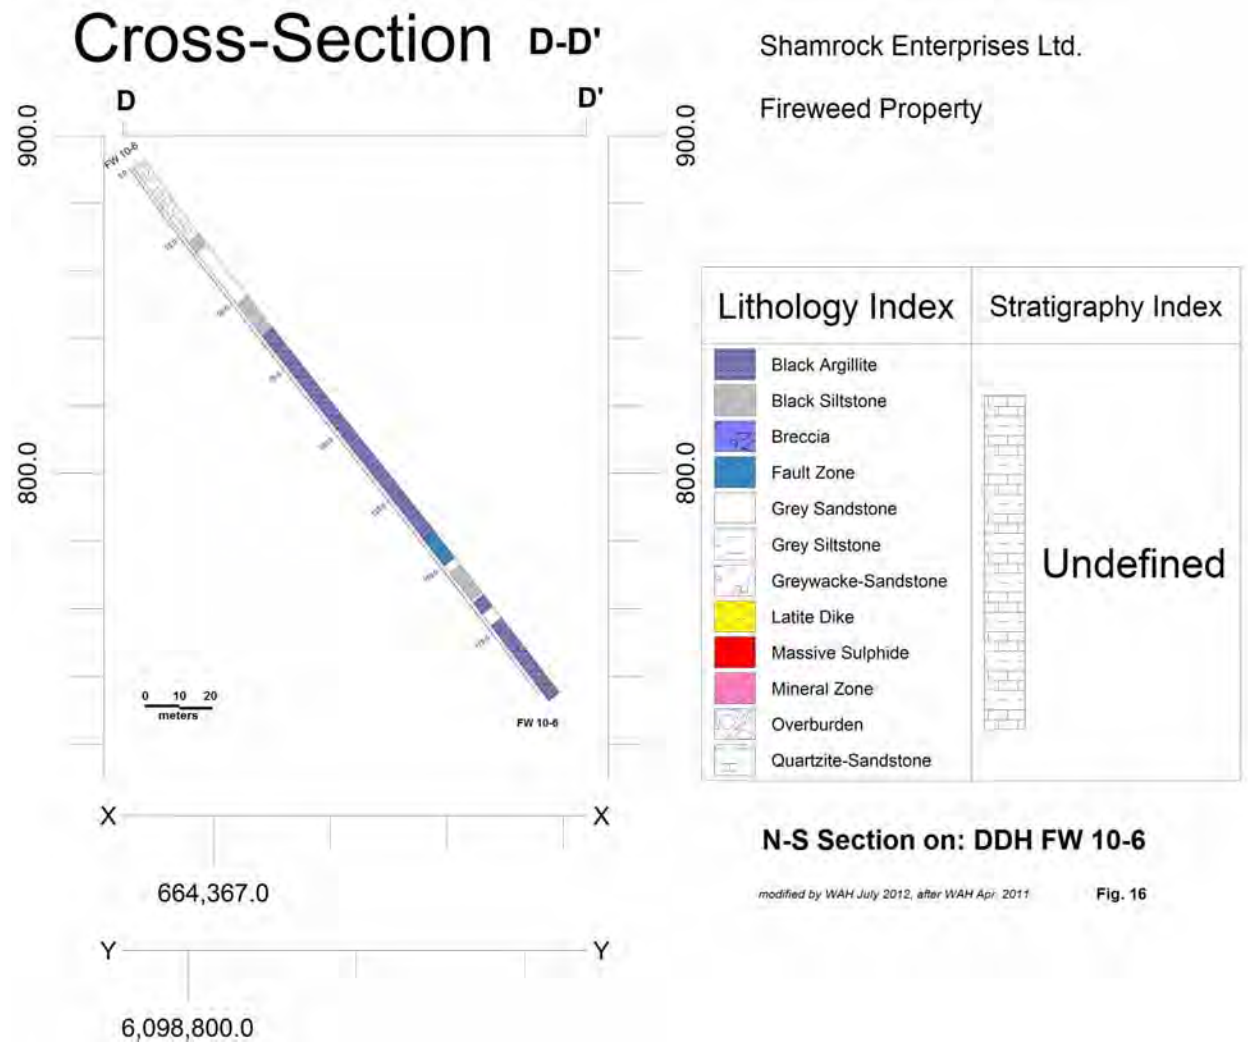 Cross-Section D-D'
Shamrock Enterprises Ltd.
Fireweed Property
D
D'
900.0
900.0
FW 10-6
800.0
800.0
Lithology Index
Stratigraphy Index
Black Argillite
Black Siltstone
Breccia
Fault Zone
Grey Sandstone
Grey Siltstone
Greywacke-Sandstone
Latite Dike
Massive Sulphide
Mineral Zone
Overburden
Quartzite-Sandstone
Undefined
0 10 20
meters
FW 10-6
X
X
664,367.0
Y
Y
6,098,800.0
N-S Section on: DDH FW 10-6
modified by WAH July 2012, after WAH Apr. 2011
Fig. 16